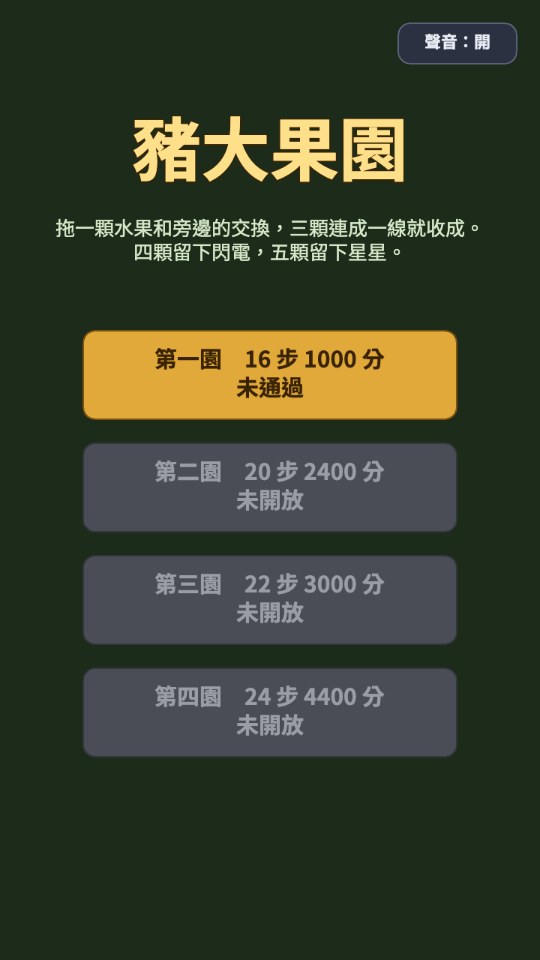 聲音：開
豬大果園
拖一顆水果和旁邊的交換，三顆連成一線就收成。
四顆留下閃電，五顆留下星星。
第一園　16 步 1000 分
未通過
第二園　20 步 2400 分
未開放
第三園　22 步 3000 分
未開放
第四園　24 步 4400 分
未開放